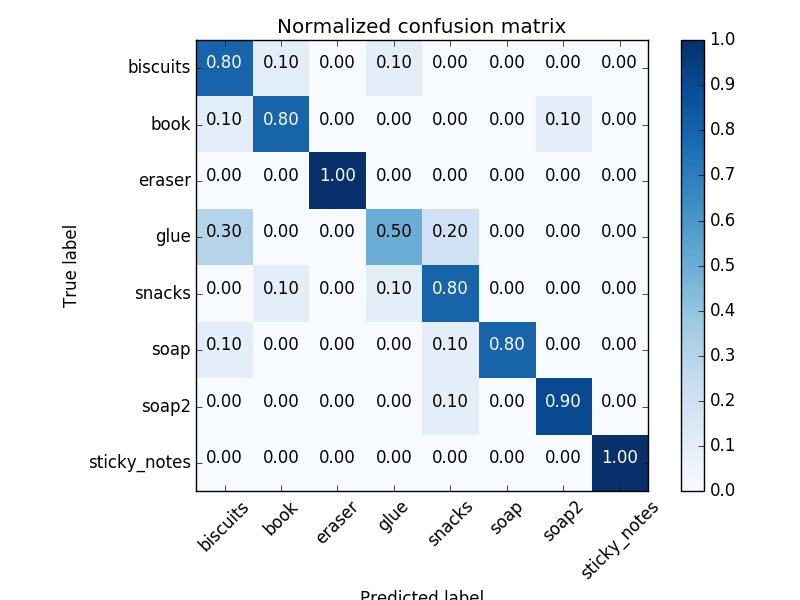 Normalized confusion matrix
biscuits 0.80 0.10 0.00 0.10 0.00 0.00 0.00 0.00
book 0.10 0.80 0.00 0.00 0.00 0.00 0.10 0.00
eraser 0.00 0.00 1.00 0.00 0.00 0.00 0.00 0.00
glue 0.30 0.00 0.00 0.50 0.20 0.00 0.00 0.00
snacks 0.00 0.10 0.00 0.10 0.80 0.00 0.00 0.00
soap 0.10 0.00 0.00 0.00 0.10 0.80 0.00 0.00
soap2 0.00 0.00 0.00 0.00 0.10 0.00 0.90 0.00
sticky_notes 0.00 0.00 0.00 0.00 0.00 0.00 0.00 1.00
biscuits book eraser glue snacks soap soap2 sticky_notes
True label
Predicted label
1.0
0.9
0.8
0.7
0.6
0.5
0.4
0.3
0.2
0.1
0.0